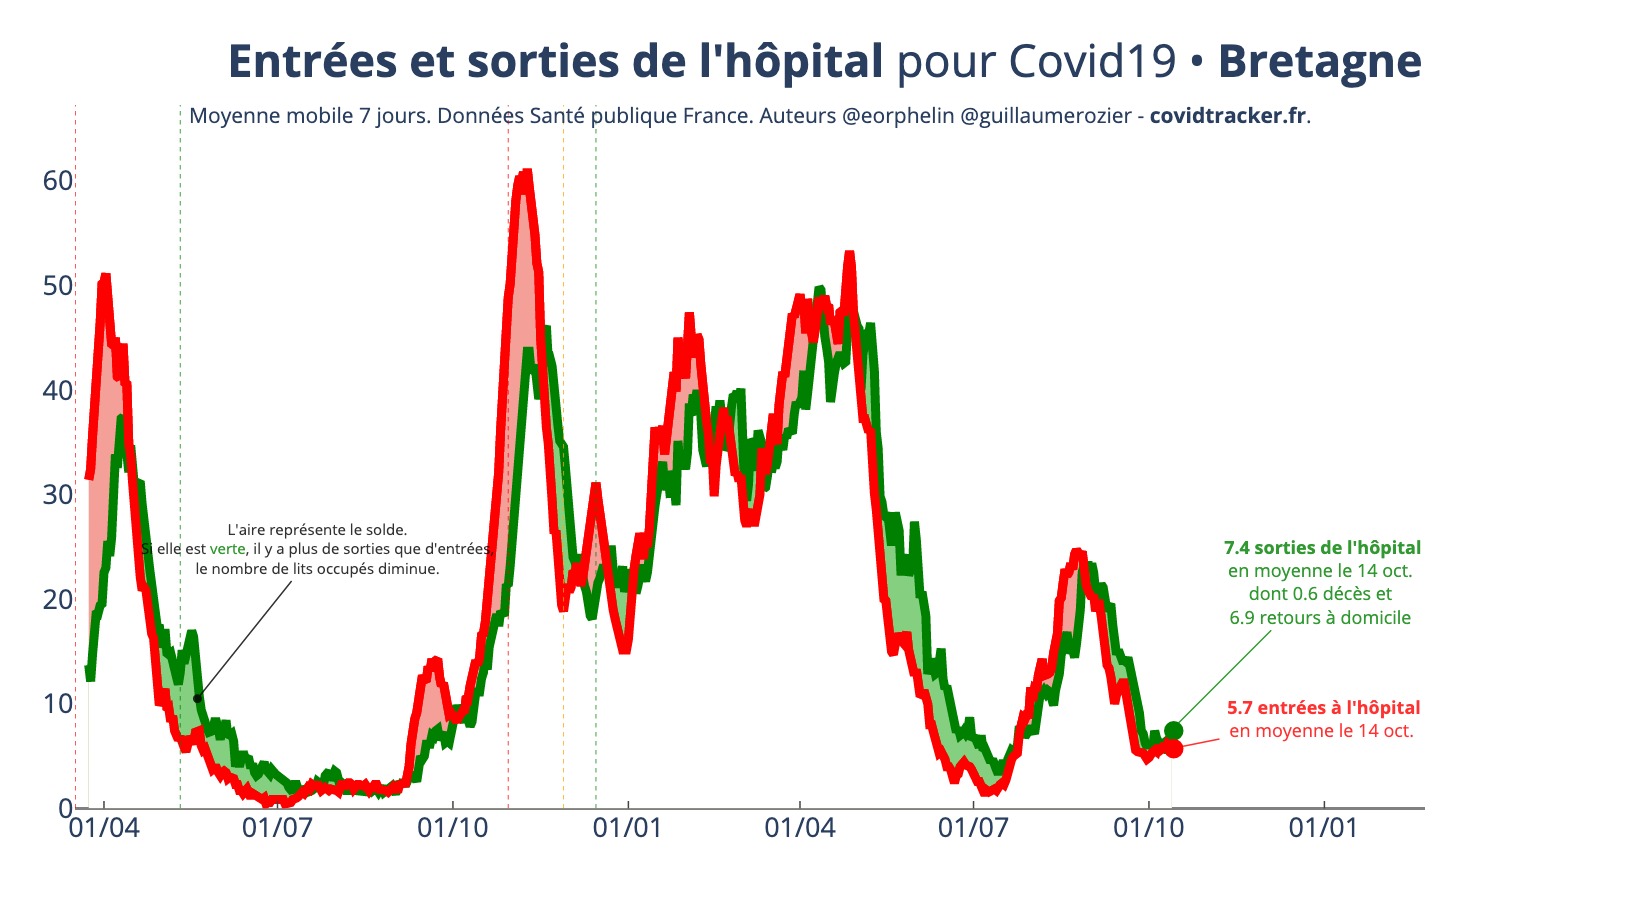 Entrées et sorties de l'hôpital pour Covid19 • Bretagne
Moyenne mobile 7 jours. Données Santé publique France. Auteurs @eorphelin @guillaumerozier - covidtracker.fr.
60
50
40
30
20
10
0
L'aire représente le solde.
Si elle est verte, il y a plus de sorties que d'entrées,
le nombre de lits occupés diminue.
7.4 sorties de l'hôpital
en moyenne le 14 oct.
dont 0.6 décès et
6.9 retours à domicile
5.7 entrées à l'hôpital
en moyenne le 14 oct.
01/04 01/07 01/10 01/01 01/04 01/07 01/10 01/01